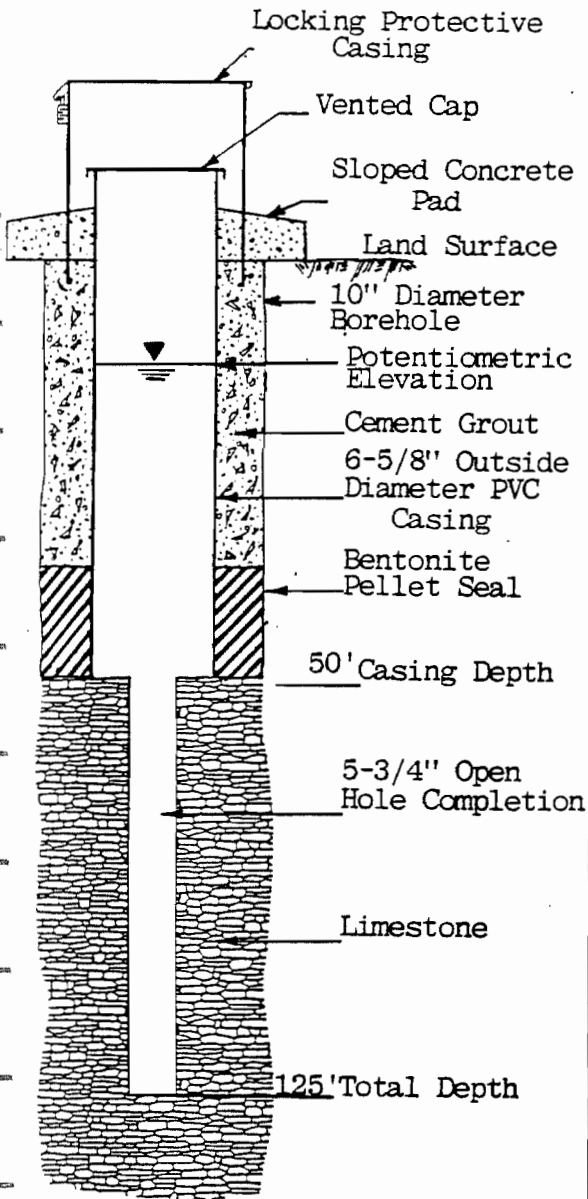 Locking Protective
Casing
Vented Cap
Sloped Concrete
Pad
Land Surface
10" Diameter
Borehole
Potentiometric
Elevation
Cement Grout
6-5/8" Outside
Diameter PVC
Casing
Bentonite
Pellet Seal
50' Casing Depth
5-3/4" Open
Hole Completion
Limestone
125' Total Depth